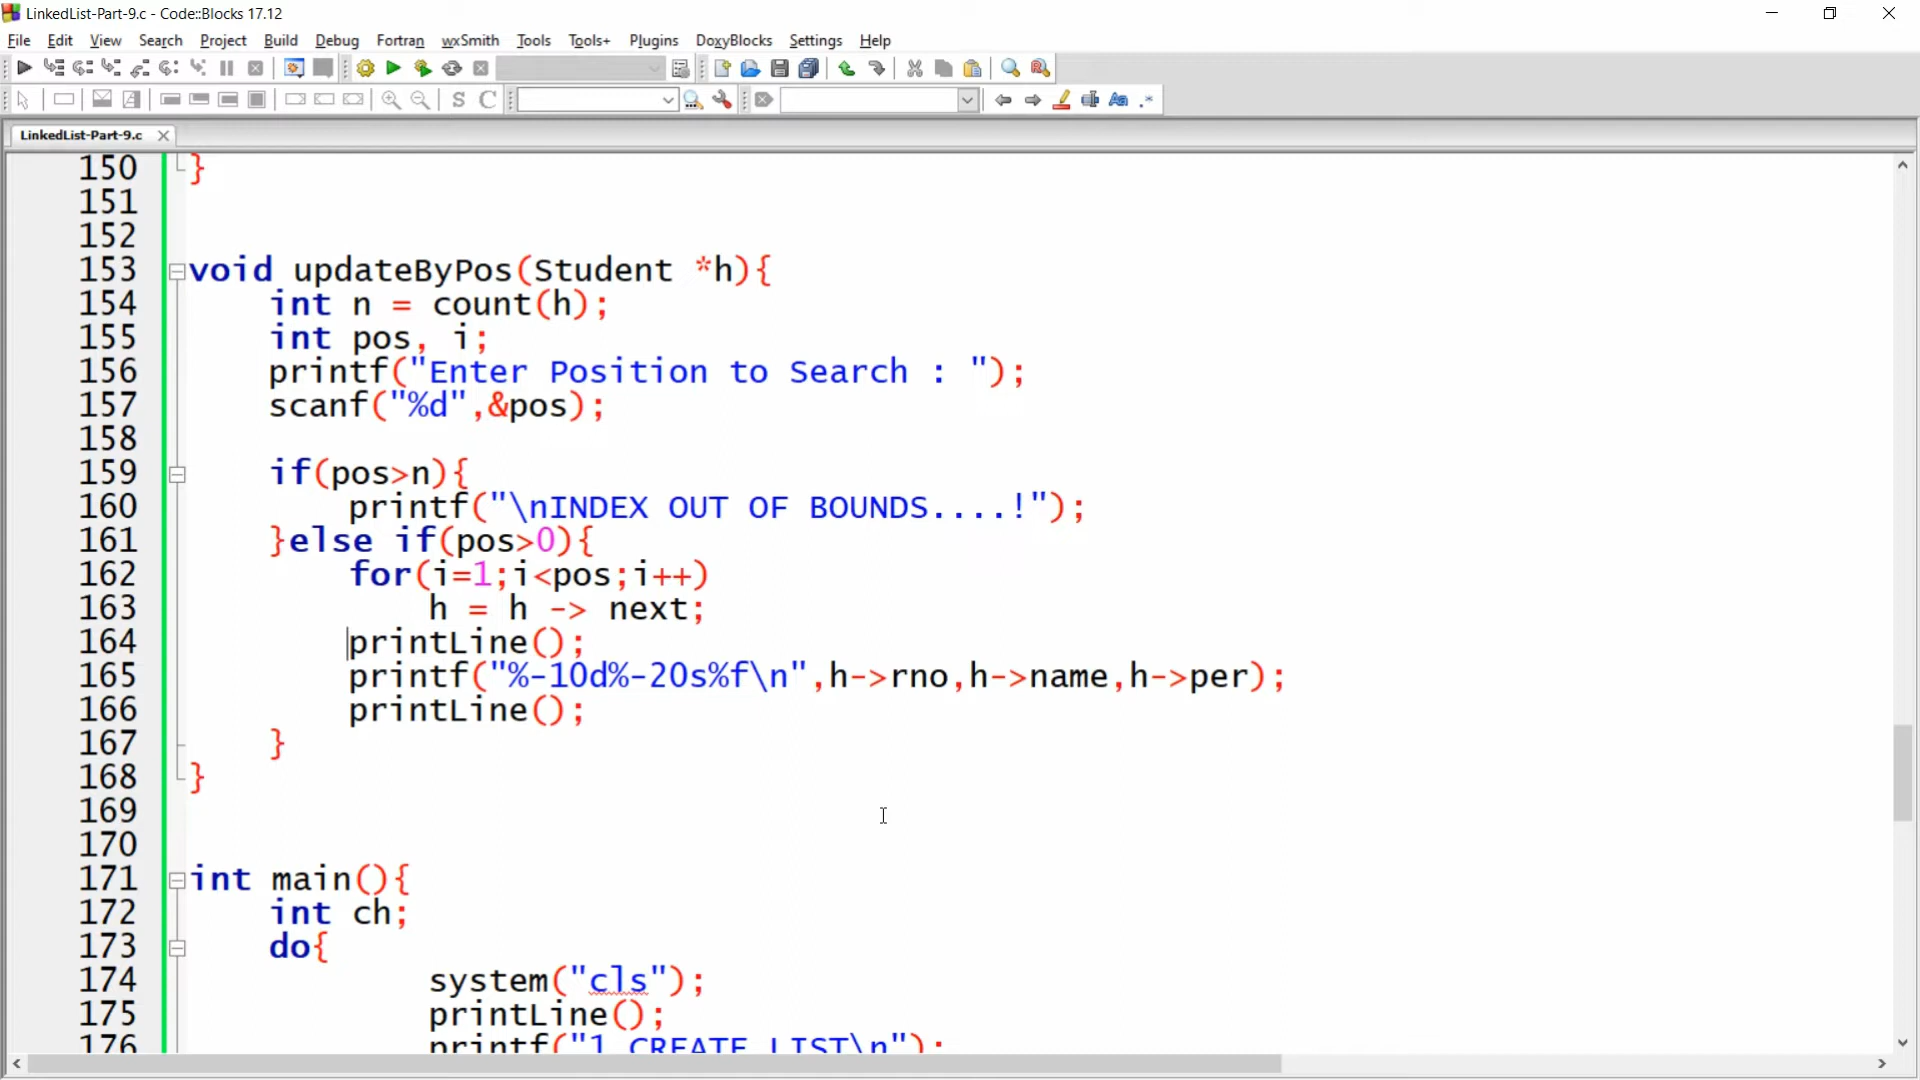 LinkedList-Part-9.c - Code::Blocks 17.12
File Edit View Search Project Build Debug Fortran wxSmith Tools Tools+ Plugins DoxyBlocks Settings Help
LinkedList-Part-9.c
150 }
151
152
153 void updateByPos(Student *h){
154 int n = count(h);
155 int pos, i;
156 printf("Enter Position to Search : ");
157 scanf("%d",&pos);
158
159 if(pos>n){
160 printf("\nINDEX OUT OF BOUNDS....!");
161 }else if(pos>0){
162 for(i=1;i<pos;i++)
163 h = h -> next;
164 printLine();
165 printf("%-10d%-20s%f\n",h->rno,h->name,h->per);
166 printLine();
167 }
168 }
169
170
171 int main(){
172 int ch;
173 do{
174 system("cls");
175 printLine();
176 printf("1 CREATE LIST\n");